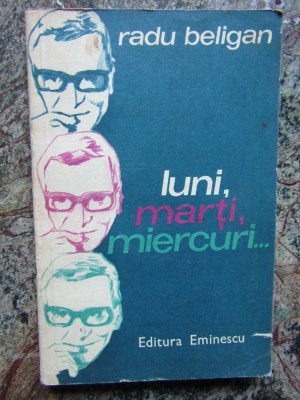 radu beligan
luni,
marți,
miercuri...
Editura Eminescu